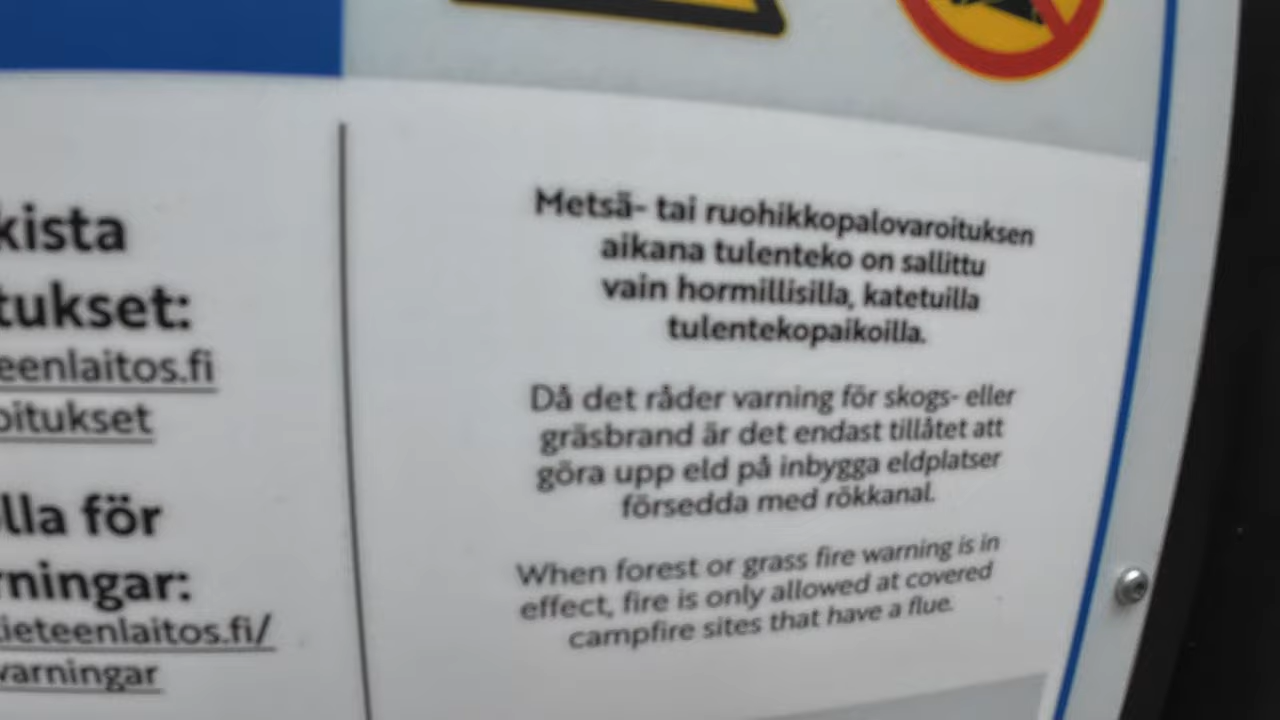 kista
tukset:
eenlaitos.fi
oitukset
lla för
rningar:
ieteenlaitos.fi/
varningar
Metsä- tai ruohikkopalovaroituksen
aikana tulenteko on sallittu
vain hormillisilla, katetuilla
tulentekopaikoilla.
Då det råder varning för skogs- eller
gräsbrand är det endast tillåtet att
göra upp eld på inbygga eldplatser
försedda med rökkanal.
When forest or grass fire warning is in
effect, fire is only allowed at covered
campfire sites that have a flue.